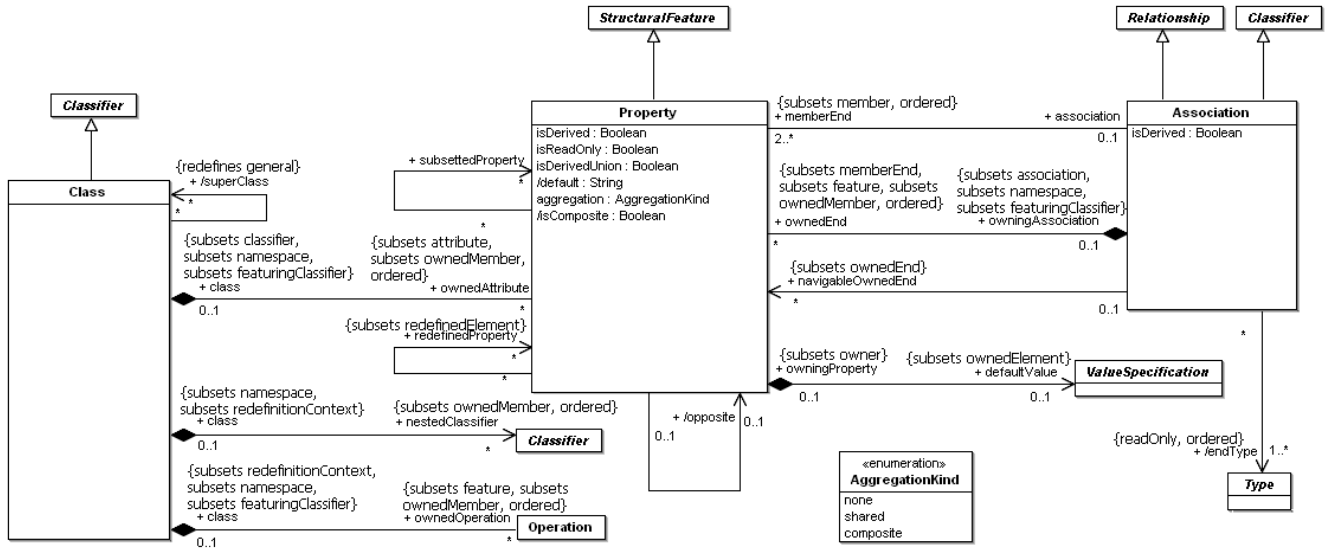 StructuralFeature
Relationship
Classifier
Classifier
Property
isDerived : Boolean
isReadOnly : Boolean
isDerivedUnion : Boolean
/default : String
aggregation : AggregationKind
/isComposite : Boolean
Association
isDerived : Boolean
{subsets member, ordered}
+ memberEnd
2..*
+ association
0..1
{redefines general}
+ /superClass
*
*
Class
+ subsettedProperty
*
*
{subsets memberEnd,
subsets feature, subsets
ownedMember, ordered}
+ ownedEnd
*
{subsets association,
subsets namespace,
subsets featuringClassifier}
+ owningAssociation
0..1
{subsets classifier,
subsets namespace,
subsets featuringClassifier}
+ class
0..1
{subsets attribute,
subsets ownedMember,
ordered}
+ ownedAttribute
*
{subsets ownedEnd}
+ navigableOwnedEnd
*
0..1
{subsets redefinedElement}
+ redefinedProperty
*
*
{subsets owner}
+ owningProperty
0..1
{subsets ownedElement}
+ defaultValue
0..1
ValueSpecification
*
{subsets namespace,
subsets redefinitionContext}
+ class
0..1
{subsets ownedMember, ordered}
+ nestedClassifier
*
Classifier
+ /opposite
0..1
0..1
{readOnly, ordered}
+ /endType
1..*
Type
«enumeration»
AggregationKind
none
shared
composite
{subsets redefinitionContext,
subsets namespace,
subsets featuringClassifier}
+ class
0..1
{subsets feature, subsets
ownedMember, ordered}
+ ownedOperation
*
Operation